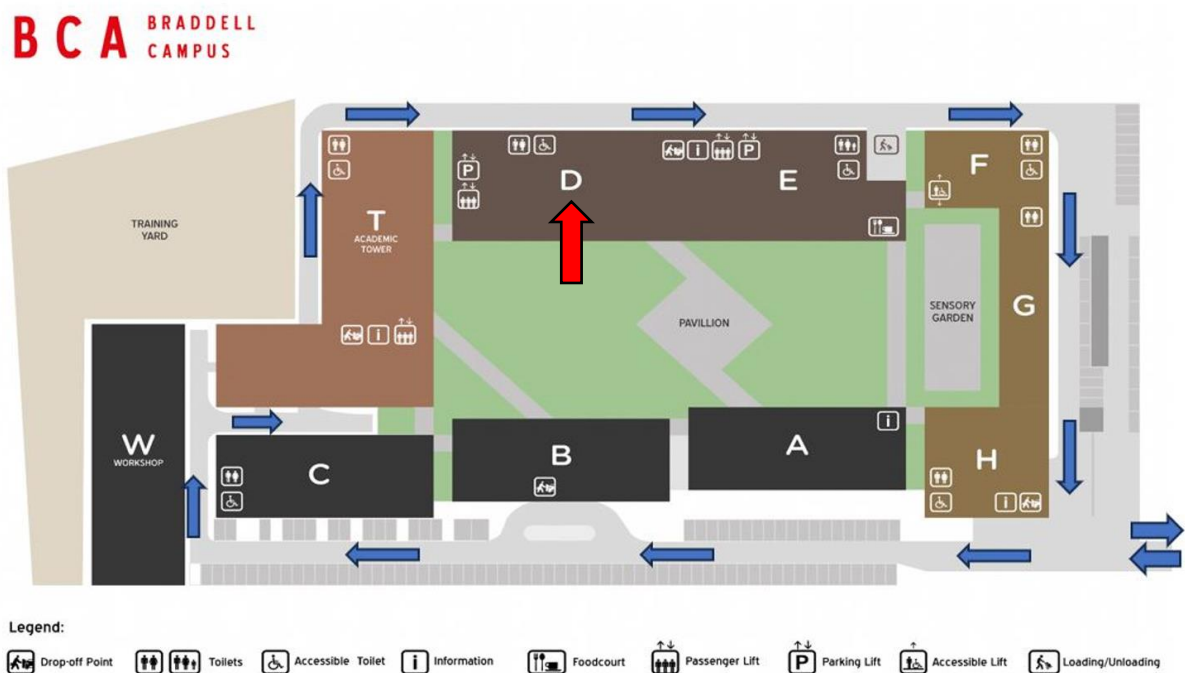 BCA BRADDELL
CAMPUS
TRAINING
YARD
T
ACADEMIC
TOWER
D
E
F
P
i
P
PAVILLION
SENSORY
GARDEN
G
i
W
WORKSHOP
C
B
A
i
H
i
Legend:
Drop-off Point
Toilets
Accessible Toilet
i Information
Foodcourt
Passenger Lift
P Parking Lift
Accessible Lift
Loading/Unloading